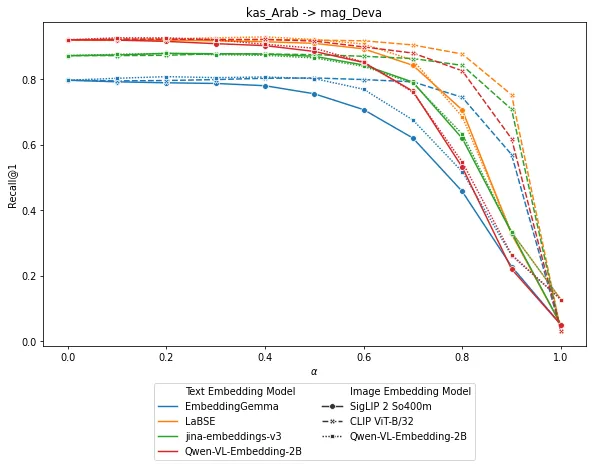 kas_Arab -> mag_Deva
Recall@1
0.8
0.6
0.4
0.2
0.0
0.0 0.2 0.4 0.6 0.8 1.0
α
Text Embedding Model
EmbeddingGemma
LaBSE
jina-embeddings-v3
Qwen-VL-Embedding-2B
Image Embedding Model
SigLIP 2 So400m
CLIP ViT-B/32
Qwen-VL-Embedding-2B